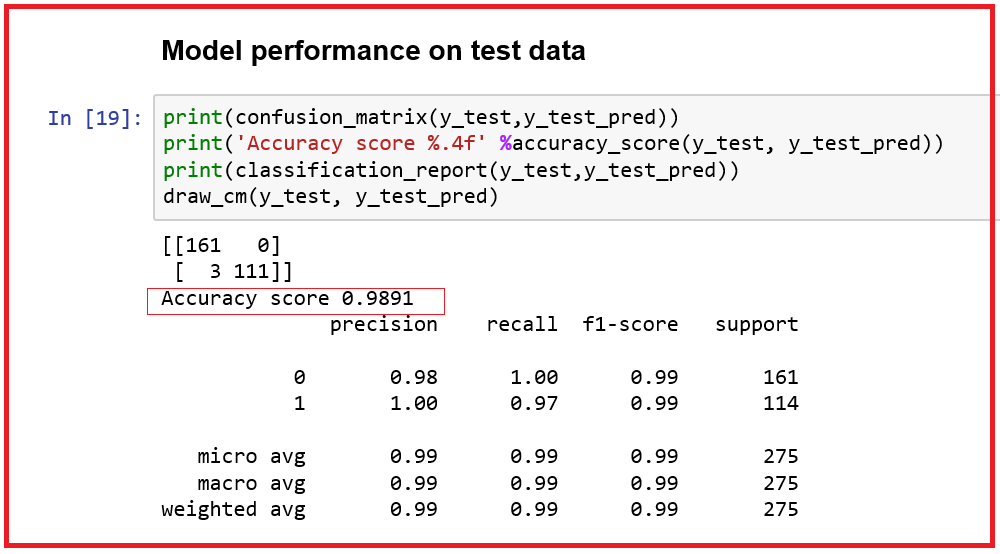 Model performance on test data
In [19]: print(confusion_matrix(y_test,y_test_pred))
print('Accuracy score %.4f' %accuracy_score(y_test, y_test_pred))
print(classification_report(y_test,y_test_pred))
draw_cm(y_test, y_test_pred)
[[161   0]
 [  3 111]]
Accuracy score 0.9891
precision recall f1-score support
0 0.98 1.00 0.99 161
1 1.00 0.97 0.99 114
micro avg 0.99 0.99 0.99 275
macro avg 0.99 0.99 0.99 275
weighted avg 0.99 0.99 0.99 275